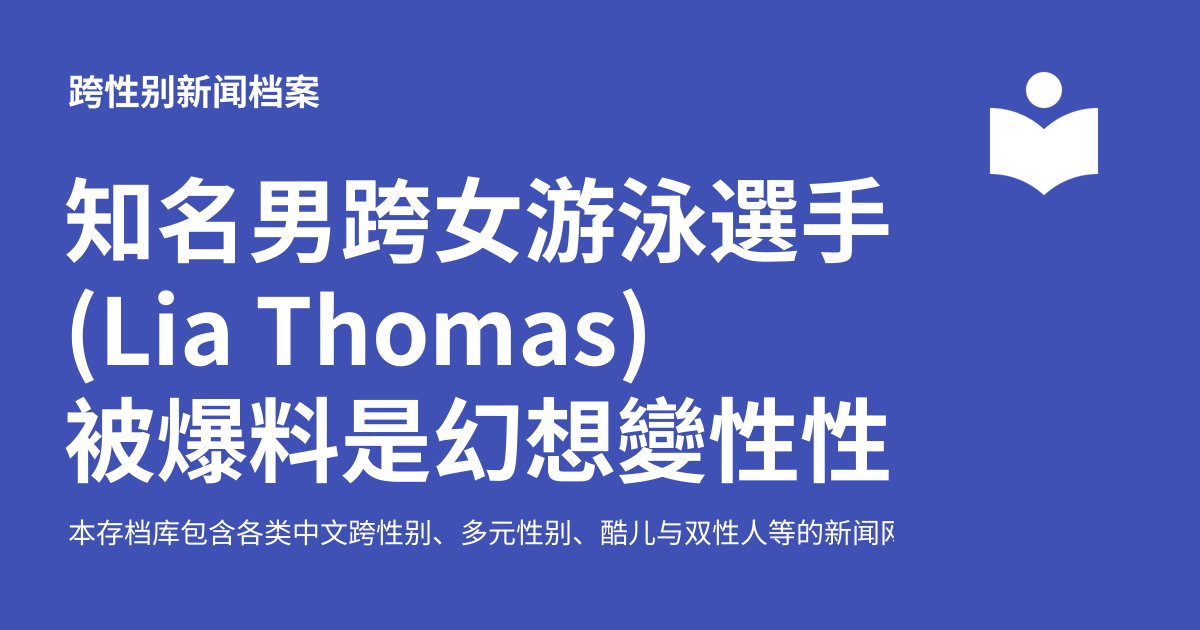 跨性别新闻档案
知名男跨女游泳選手
(Lia Thomas)
被爆料是幻想變性性
本存档库包含各类中文跨性别、多元性别、酷儿与双性人等的新闻网